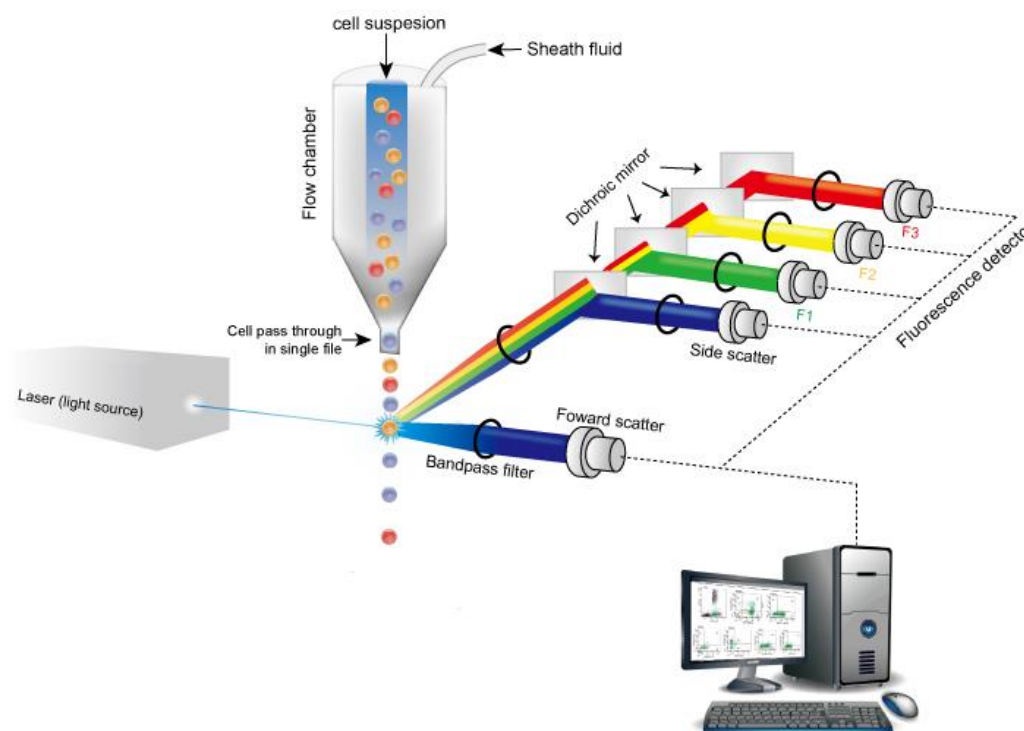 cell suspesion
Sheath fluid
Flow chamber
Dichroic mirror
F3
F2
F1
Fluorescence detector
Cell pass through
in single file
Side scatter
Laser (light source)
Foward scatter
Bandpass filter